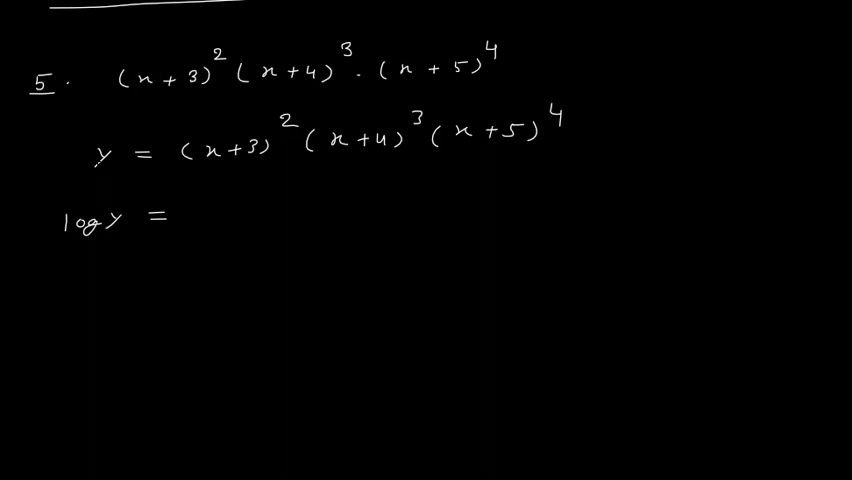 5. (x+3)² (x+4)³ . (x+5)⁴
y = (x+3)² (x+4)³ (x+5)⁴
log y =